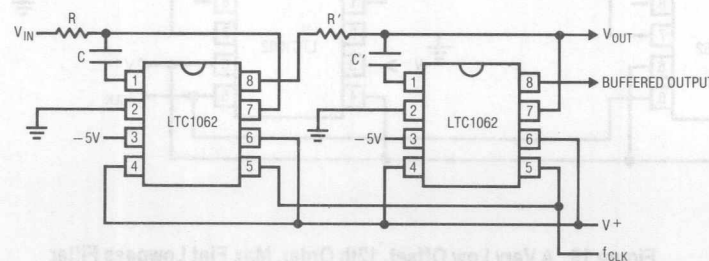 R
R'
V_IN
C
C'
V_OUT
1 8
1 8
BUFFERED OUTPUT
2 7
2 7
LTC1062
LTC1062
-5V 3 6
-5V 3 6
4 5
4 5
V+
f_CLK